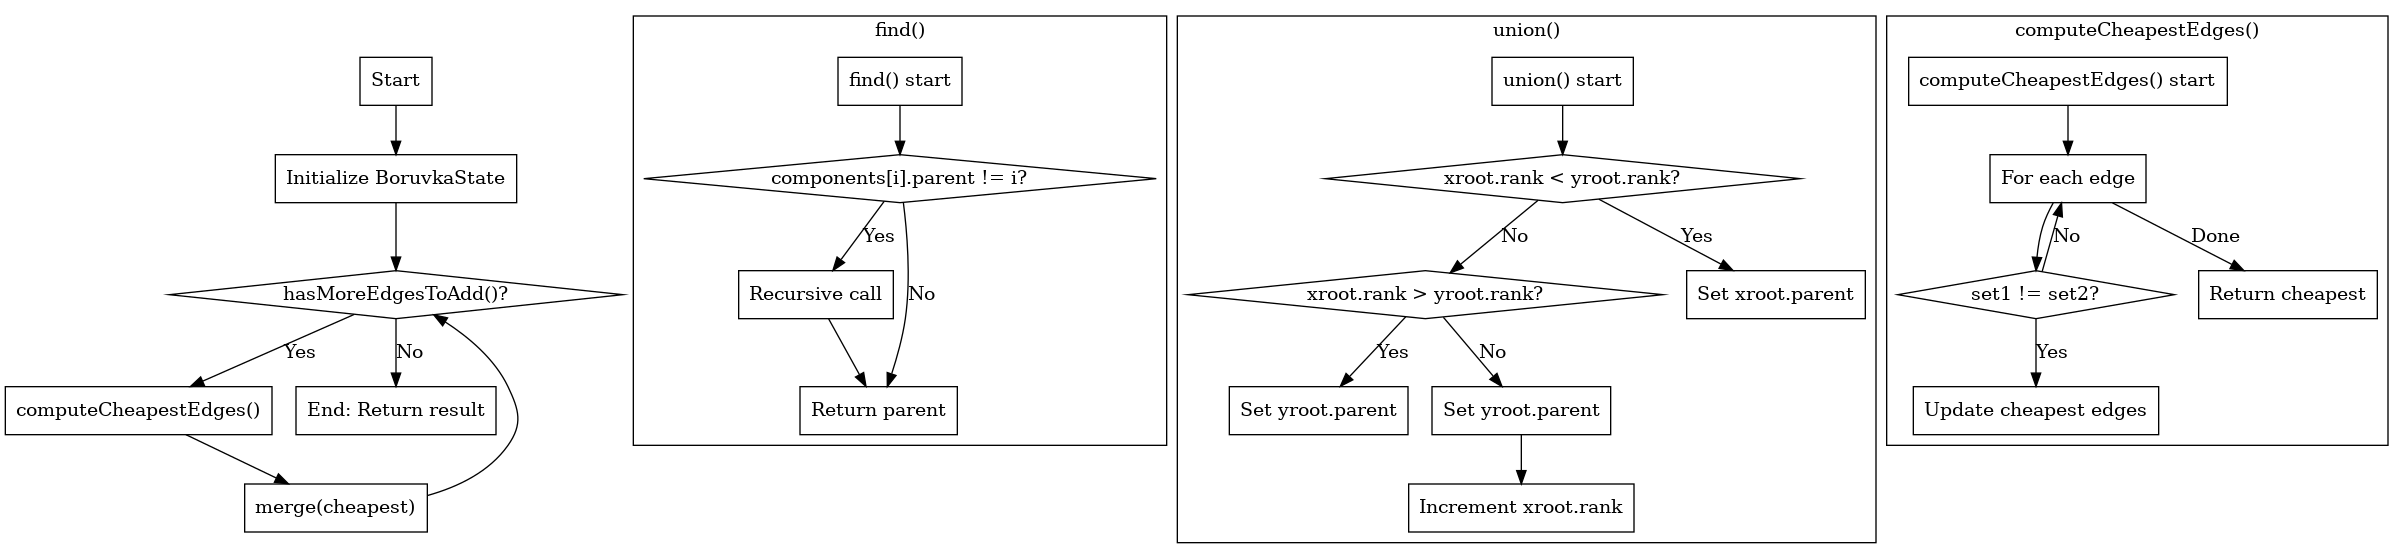 Start
Initialize BoruvkaState
hasMoreEdgesToAdd()?
Yes
No
computeCheapestEdges()
End: Return result
merge(cheapest)
find()
find() start
components[i].parent != i?
Yes
Recursive call
No
Return parent
union()
union() start
xroot.rank < yroot.rank?
No
Yes
xroot.rank > yroot.rank?
Set xroot.parent
Yes
No
Set yroot.parent
Set yroot.parent
Increment xroot.rank
computeCheapestEdges()
computeCheapestEdges() start
For each edge
No
Done
set1 != set2?
Return cheapest
Yes
Update cheapest edges